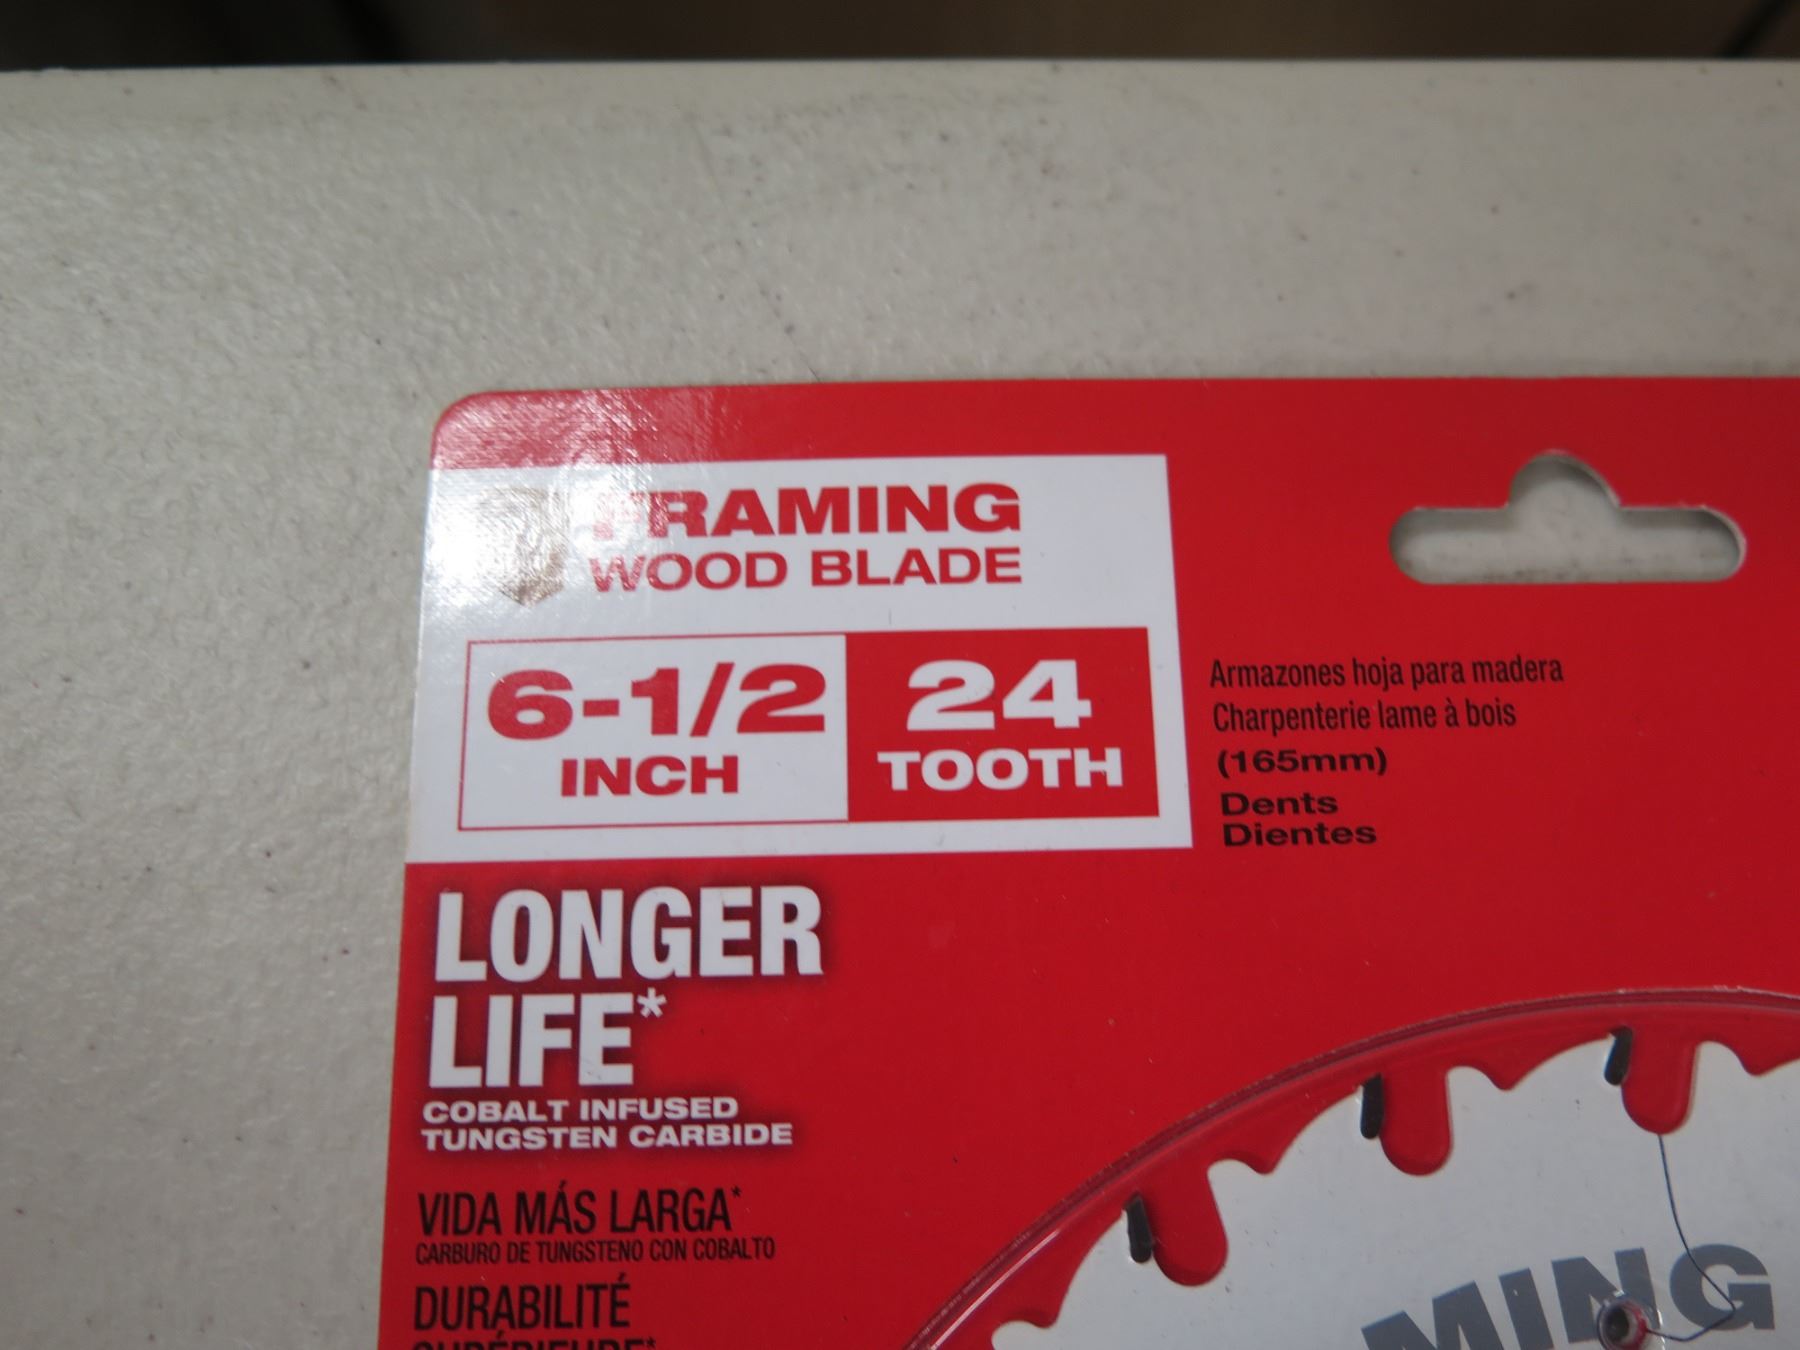 FRAMING
WOOD BLADE
6-1/2
INCH
24
TOOTH
Armazones hoja para madera
Charpenterie lame à bois
(165mm)
Dents
Dientes
LONGER
LIFE*
COBALT INFUSED
TUNGSTEN CARBIDE
VIDA MÁS LARGA*
CARBURO DE TUNGSTENO CON COBALTO
DURABILITÉ
SUPÉRIEURE*
MING